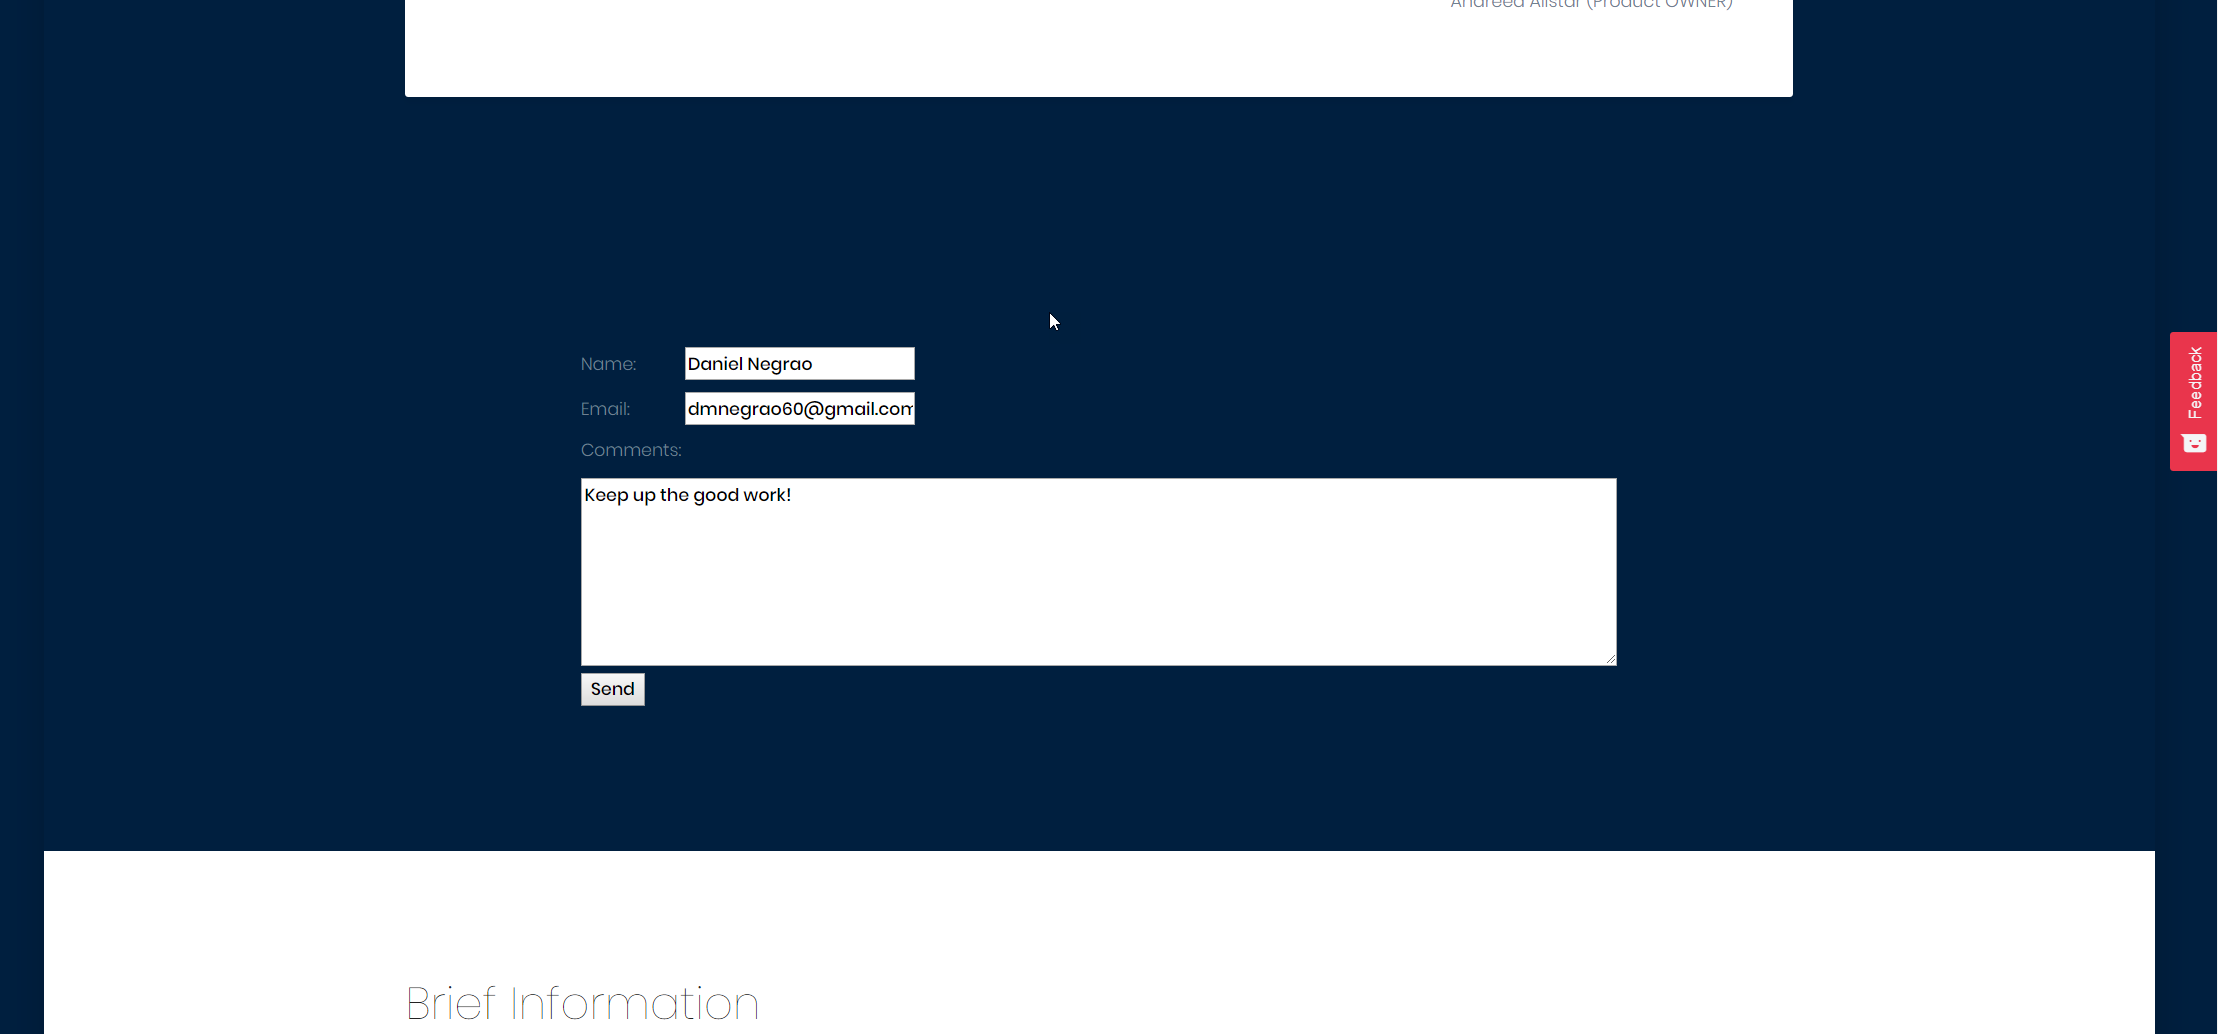 Andreea Alistar (Product OWNER)
Name:
Daniel Negrao
Email:
dmnegrao60@gmail.com
Comments:
Keep up the good work!
Send
Feedback
Brief Information